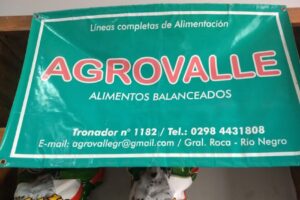 Líneas completas de Alimentación
AGROVALLE
ALIMENTOS BALANCEADOS
Tronador n° 1182 / Tel.: 0298 4431808
E-mail: agrovallegr@gmail.com / Gral. Roca - Río Negro